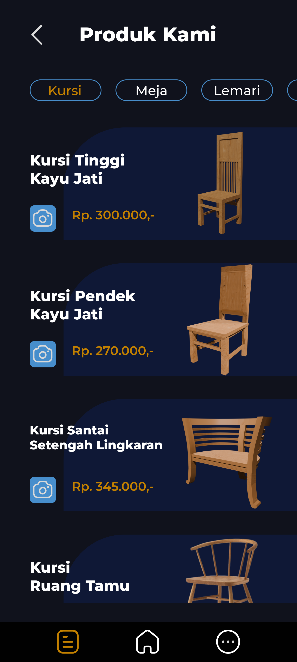 Produk Kami
Kursi
Meja
Lemari
Kursi Tinggi
Kayu Jati
Rp. 300.000,-
Kursi Pendek
Kayu Jati
Rp. 270.000,-
Kursi Santai
Setengah Lingkaran
Rp. 345.000,-
Kursi
Ruang Tamu